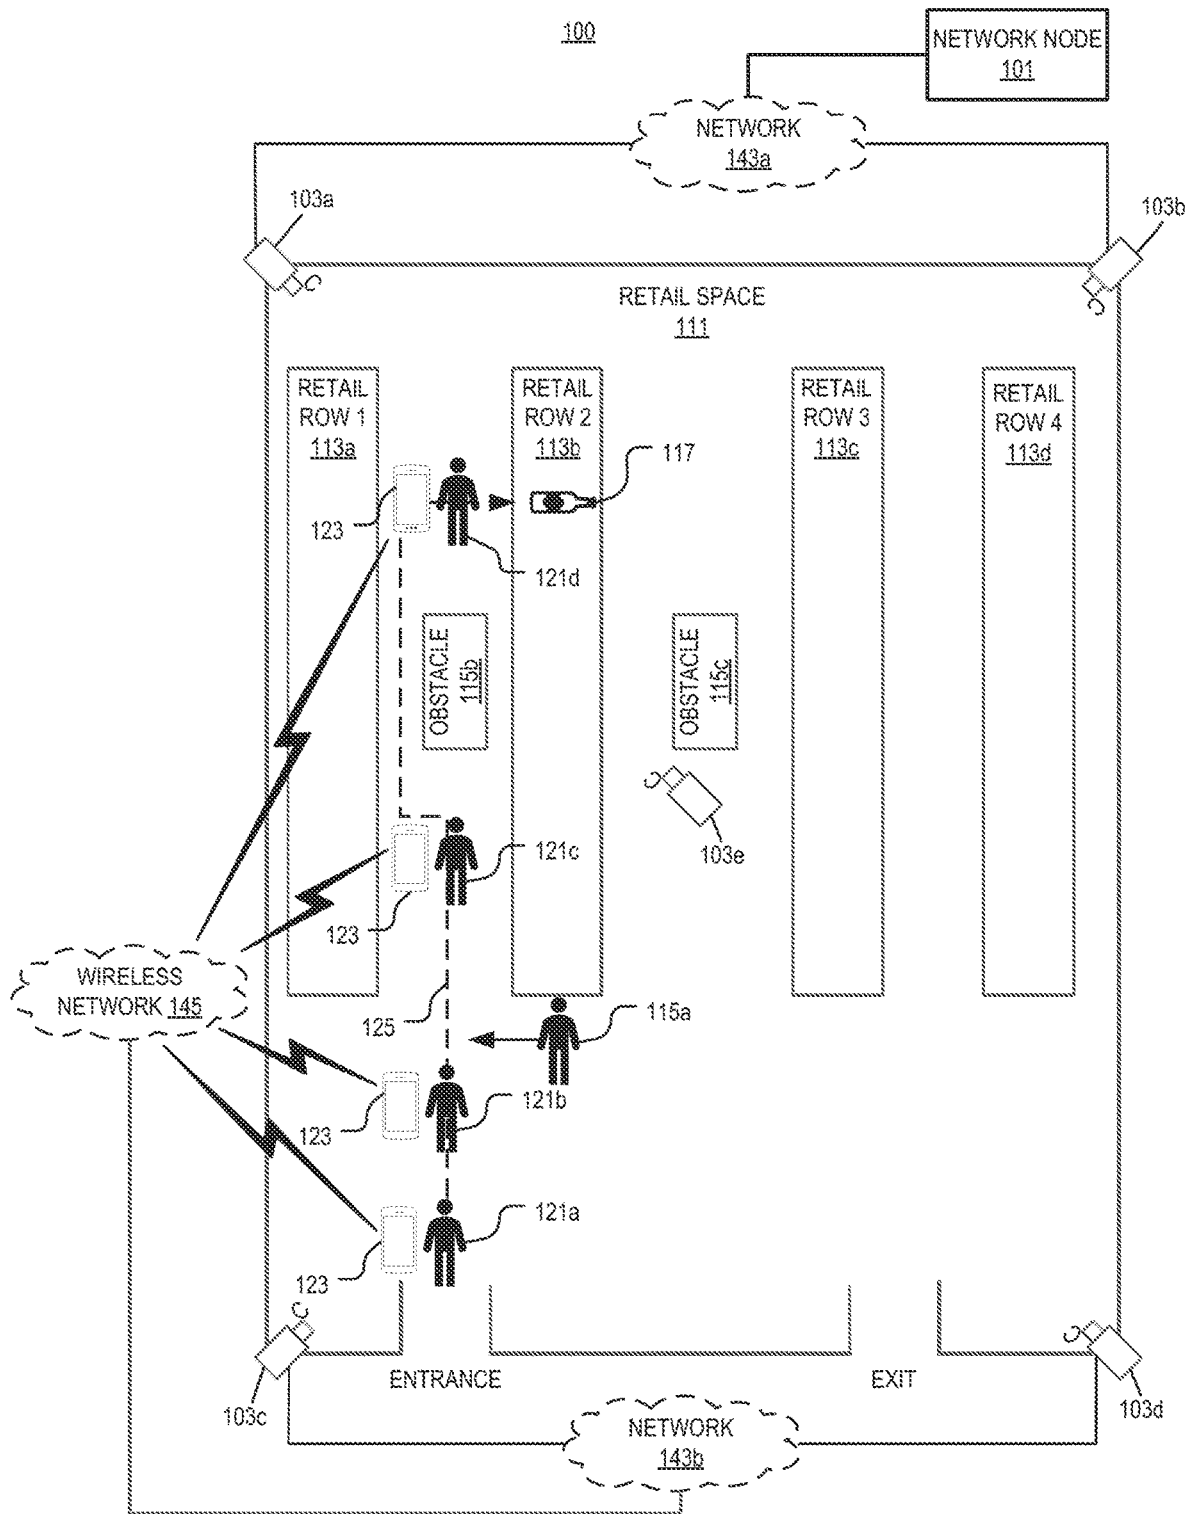 100
NETWORK NODE
101
NETWORK
143a
103a
103b
RETAIL SPACE
111
RETAIL
ROW 1
113a
RETAIL
ROW 2
113b
RETAIL
ROW 3
113c
RETAIL
ROW 4
113d
117
123
121d
OBSTACLE
115b
OBSTACLE
115c
103e
121c
123
WIRELESS
NETWORK 145
125
115a
121b
123
121a
123
103c
ENTRANCE
EXIT
103d
NETWORK
143b